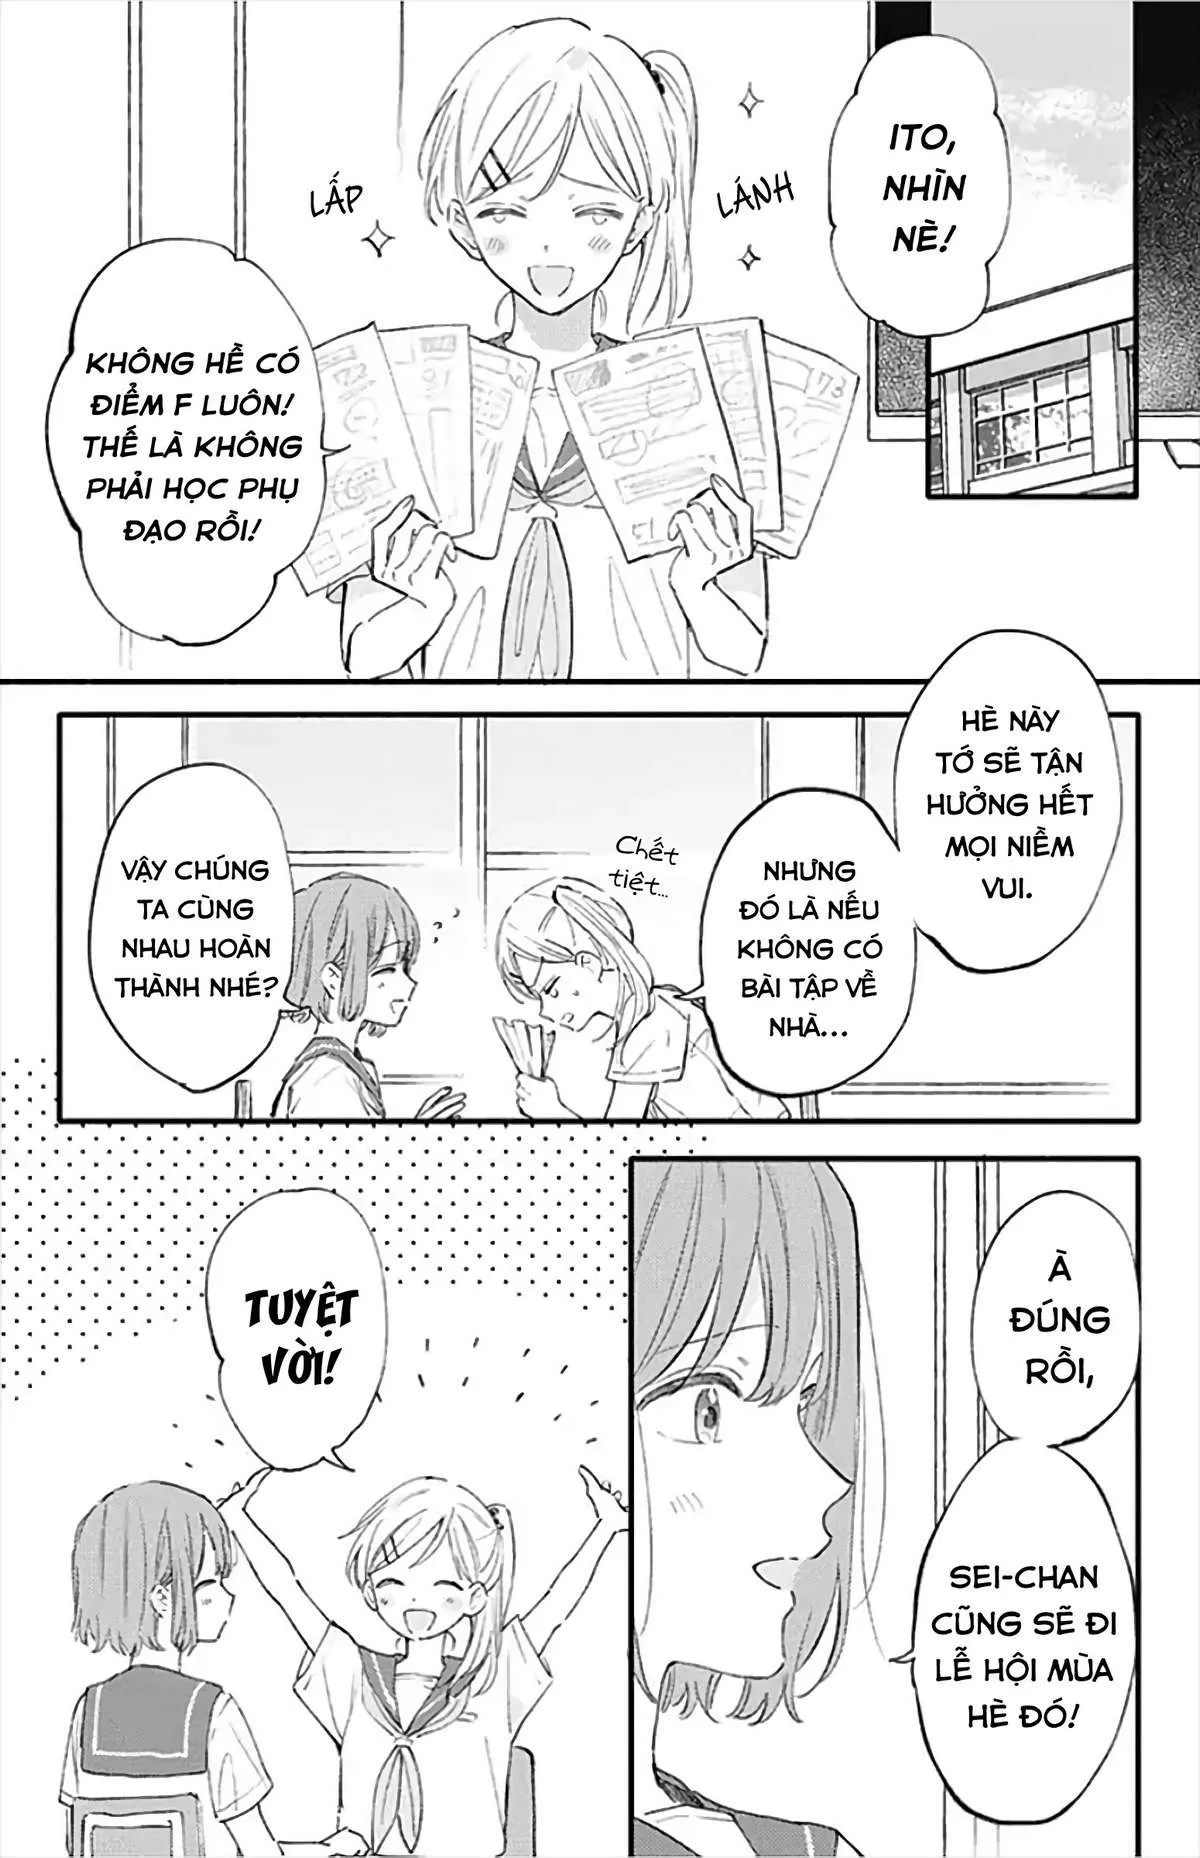 ITO,
NHÌN
NÈ!
LẤP
LÁNH
KHÔNG HỀ CÓ
ĐIỂM F LUÔN!
THẾ LÀ KHÔNG
PHẢI HỌC PHỤ
ĐẠO RỒI!
HÈ NÀY
TỚ SẼ TẬN
HƯỞNG HẾT
MỌI NIỀM
VUI.
NHƯNG
ĐÓ LÀ NẾU
KHÔNG CÓ
BÀI TẬP VỀ
NHÀ...
Chết
tiệt...
VẬY CHÚNG
TA CÙNG
NHAU HOÀN
THÀNH NHÉ?
À
ĐÚNG
RỒI,
SEI-CHAN
CŨNG SẼ ĐI
LỄ HỘI MÙA
HÈ ĐÓ!
TUYỆT
VỜI!